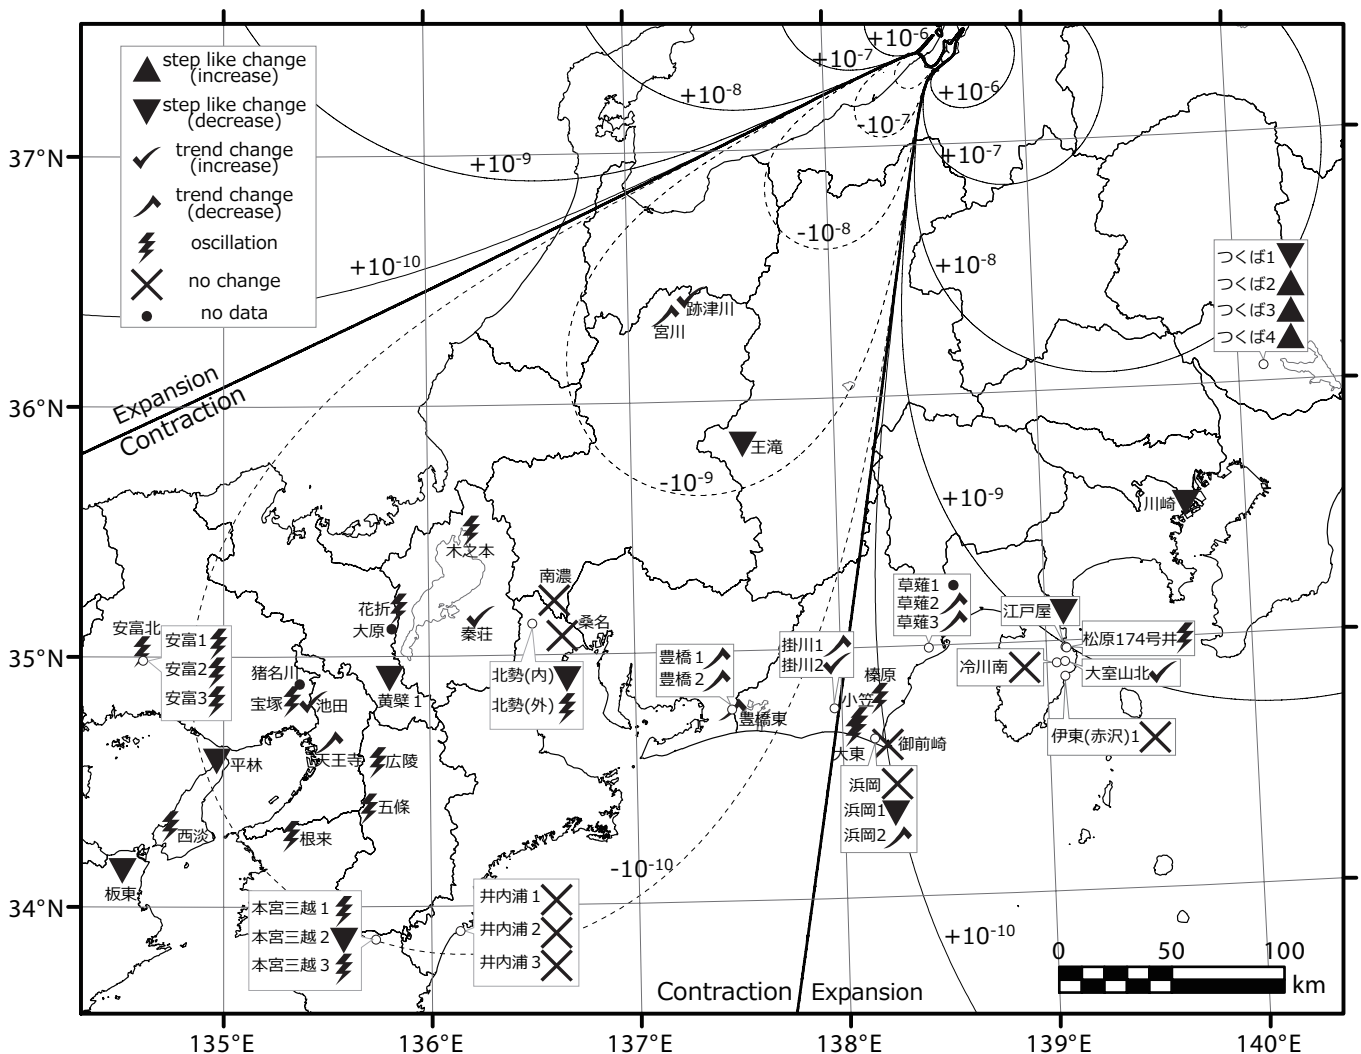 step like change
(increase)
step like change
(decrease)
trend change
(increase)
trend change
(decrease)
oscillation
no change
no data
+10-6
+10-7
+10-8
+10-9
+10-10
+10-6
-10-7
+10-7
-10-8
+10-8
-10-9
+10-9
-10-10
+10-10
Expansion
Contraction
Contraction
Expansion
37°N
36°N
35°N
34°N
135°E
136°E
137°E
138°E
139°E
140°E
0
50
100
km
つくば1
つくば2
つくば3
つくば4
跡津川
宮川
王滝
川崎
木之本
花折
大原
秦荘
南濃
桑名
北勢(内)
北勢(外)
黄檗1
安富北
安富1
安富2
安富3
猪名川
宝塚
池田
天王寺
平林
広陵
五條
根来
西淡
板東
本宮三越1
本宮三越2
本宮三越3
井内浦1
井内浦2
井内浦3
豊橋1
豊橋2
豊橋東
掛川1
掛川2
榛原
小笠
大東
御前崎
浜岡
浜岡1
浜岡2
草薙1
草薙2
草薙3
江戸屋
松原174号井
冷川南
大室山北
伊東(赤沢)1